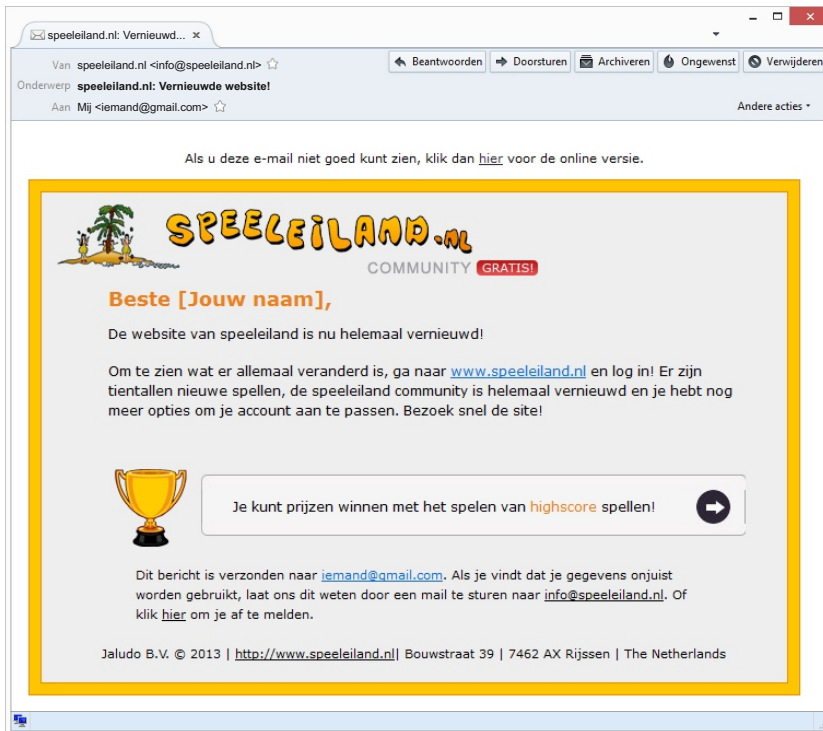 speeleiland.nl: Vernieuwd... ×
Van speeleiland.nl <info@speeleiland.nl>
Beantwoorden Doorsturen Archiveren Ongewenst Verwijderen
Onderwerp speeleiland.nl: Vernieuwde website!
Aan Mij <iemand@gmail.com>
Andere acties
Als u deze e-mail niet goed kunt zien, klik dan hier voor de online versie.
SPEELEILAND.NL
COMMUNITY GRATIS!
Beste [Jouw naam],
De website van speeleiland is nu helemaal vernieuwd!
Om te zien wat er allemaal veranderd is, ga naar www.speeleiland.nl en log in! Er zijn
tientallen nieuwe spellen, de speeleiland community is helemaal vernieuwd en je hebt nog
meer opties om je account aan te passen. Bezoek snel de site!
Je kunt prijzen winnen met het spelen van highscore spellen!
Dit bericht is verzonden naar iemand@gmail.com. Als je vindt dat je gegevens onjuist
worden gebruikt, laat ons dit weten door een mail te sturen naar info@speeleiland.nl. Of
klik hier om je af te melden.
Jaludo B.V. © 2013 | http://www.speeleiland.nl| Bouwstraat 39 | 7462 AX Rijssen | The Netherlands